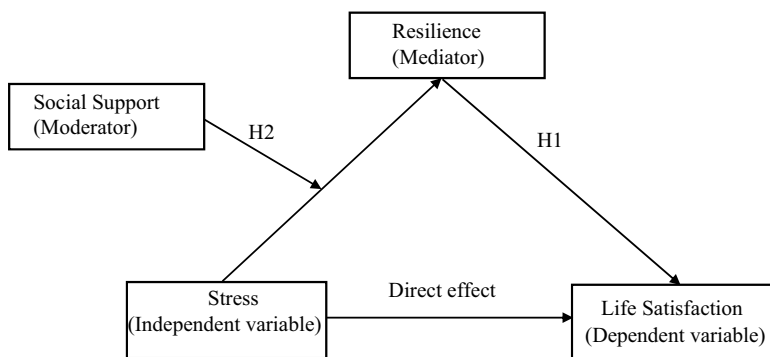 Resilience
(Mediator)
Social Support
(Moderator)
H2
H1
Stress
(Independent variable)
Direct effect
Life Satisfaction
(Dependent variable)